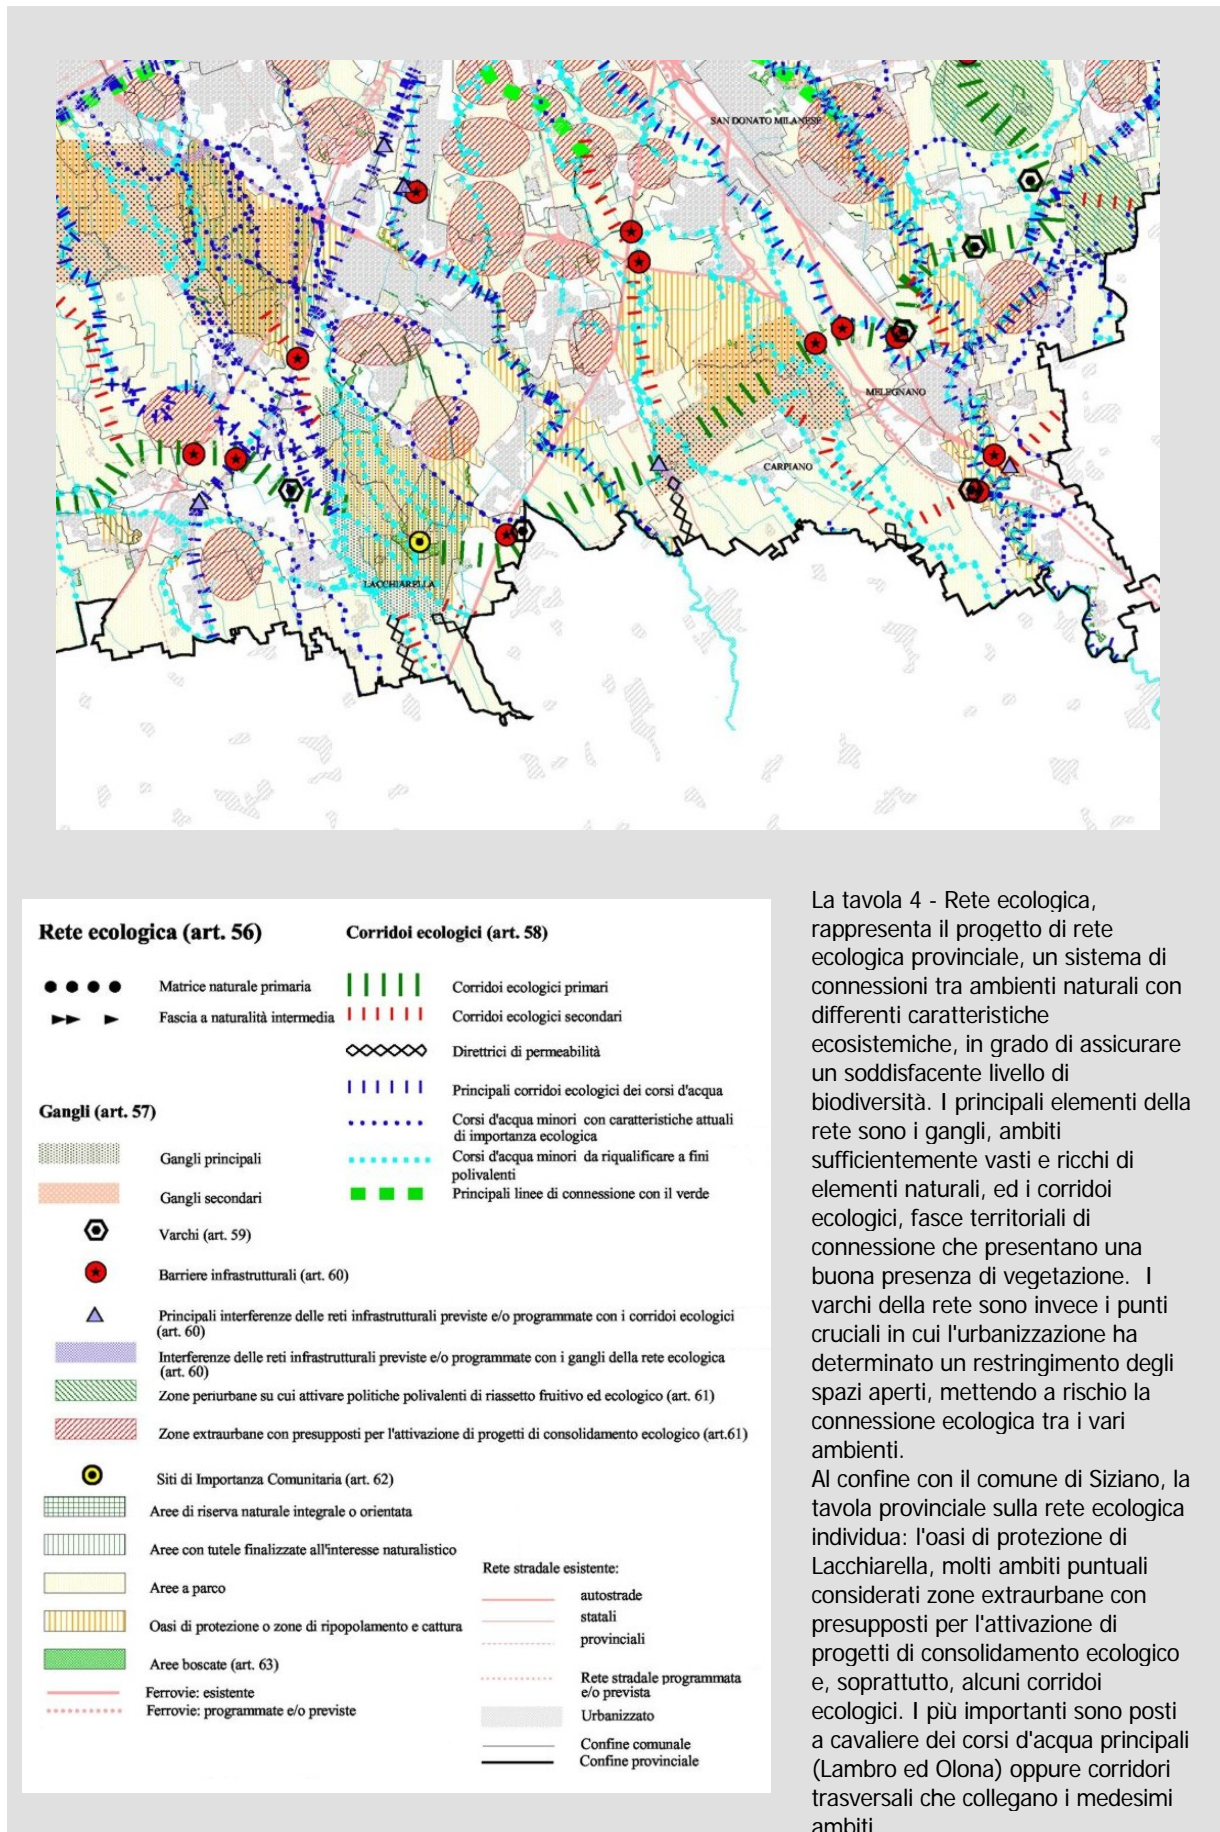 SAN DONATO MILANESE
MELEGNANO
CARPIANO
LACCHIARELLA
Rete ecologica (art. 56)
Matrice naturale primaria
Fascia a naturalità intermedia
Gangli (art. 57)
Gangli principali
Gangli secondari
Varchi (art. 59)
Barriere infrastrutturali (art. 60)
Principali interferenze delle reti infrastrutturali previste e/o programmate con i corridoi ecologici
(art. 60)
Interferenze delle reti infrastrutturali previste e/o programmate con i gangli della rete ecologica
(art. 60)
Zone periurbane su cui attivare politiche polivalenti di riassetto fruitivo ed ecologico (art. 61)
Zone extraurbane con presupposti per l'attivazione di progetti di consolidamento ecologico (art.61)
Siti di Importanza Comunitaria (art. 62)
Aree di riserva naturale integrale o orientata
Aree con tutele finalizzate all'interesse naturalistico
Aree a parco
Oasi di protezione o zone di ripopolamento e cattura
Aree boscate (art. 63)
Ferrovie: esistente
Ferrovie: programmate e/o previste
Corridoi ecologici (art. 58)
Corridoi ecologici primari
Corridoi ecologici secondari
Direttrici di permeabilità
Principali corridoi ecologici dei corsi d'acqua
Corsi d'acqua minori con caratteristiche attuali
di importanza ecologica
Corsi d'acqua minori da riqualificare a fini
polivalenti
Principali linee di connessione con il verde
Rete stradale esistente:
autostrade
statali
provinciali
Rete stradale programmata
e/o prevista
Urbanizzato
Confine comunale
Confine provinciale
La tavola 4 - Rete ecologica,
rappresenta il progetto di rete
ecologica provinciale, un sistema di
connessioni tra ambienti naturali con
differenti caratteristiche
ecosistemiche, in grado di assicurare
un soddisfacente livello di
biodiversità. I principali elementi della
rete sono i gangli, ambiti
sufficientemente vasti e ricchi di
elementi naturali, ed i corridoi
ecologici, fasce territoriali di
connessione che presentano una
buona presenza di vegetazione. I
varchi della rete sono invece i punti
cruciali in cui l'urbanizzazione ha
determinato un restringimento degli
spazi aperti, mettendo a rischio la
connessione ecologica tra i vari
ambienti.
Al confine con il comune di Siziano, la
tavola provinciale sulla rete ecologica
individua: l'oasi di protezione di
Lacchiarella, molti ambiti puntuali
considerati zone extraurbane con
presupposti per l'attivazione di
progetti di consolidamento ecologico
e, soprattutto, alcuni corridoi
ecologici. I più importanti sono posti
a cavaliere dei corsi d'acqua principali
(Lambro ed Olona) oppure corridori
trasversali che collegano i medesimi
ambiti